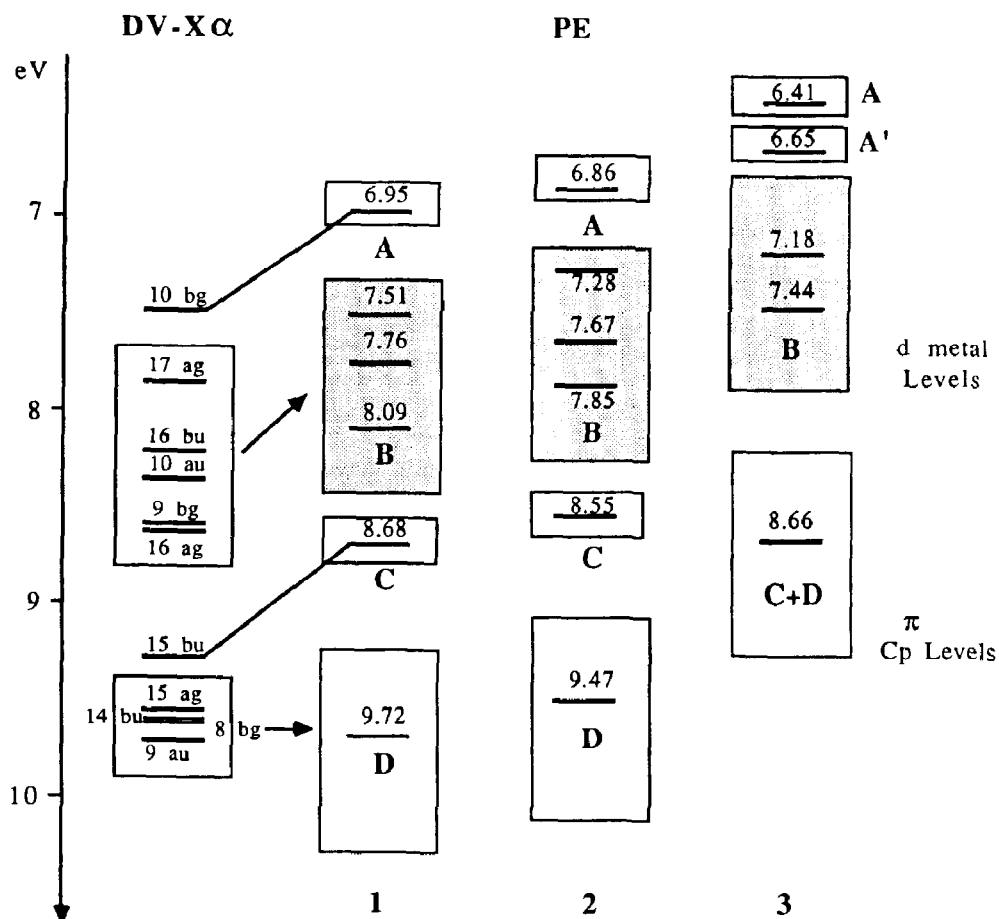 DV-Xα PE
eV
6.41 A
6.65 A'
6.95
6.86
7
A
A
7.18
7.51
7.28
10 bg
7.44
7.76
7.67
B
17 ag
7.85
d metal
Levels
8
8.09
16 bu
B
B
10 au
9 bg
8.55
8.66
16 ag
8.68
C
C
C+D
9
π
Cp Levels
15 bu
15 ag
9.47
14 bu
8 bg
9.72
9 au
D
D
10
1 2 3